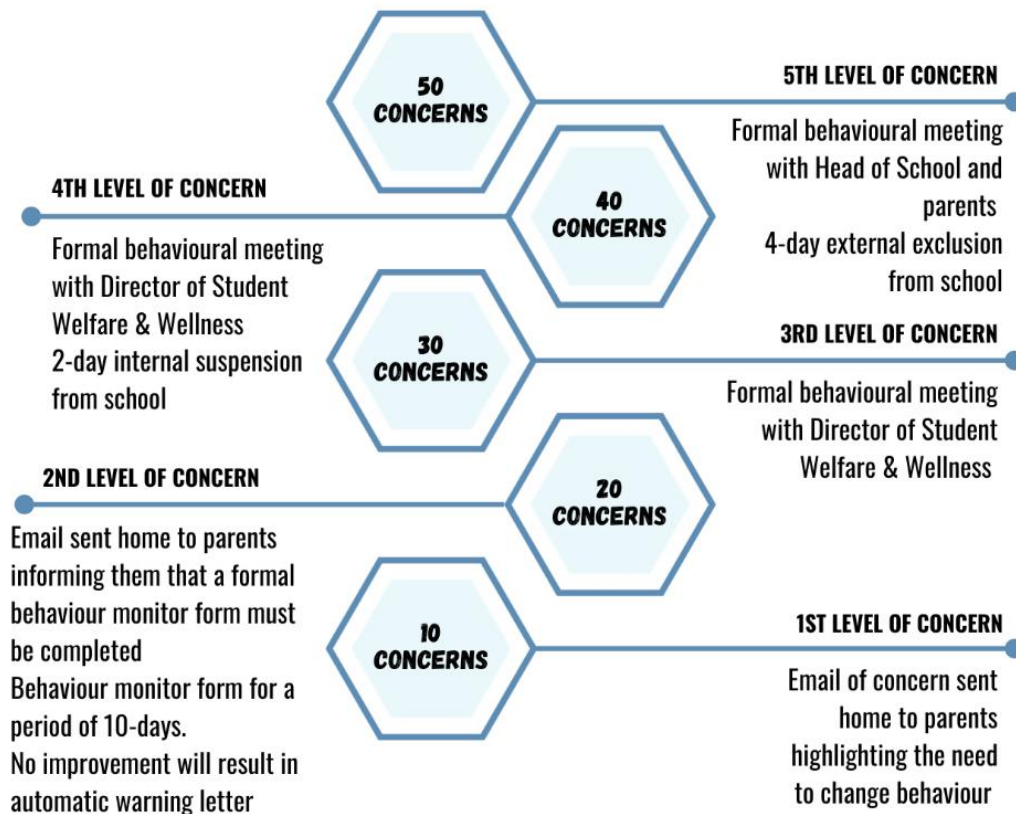 50
CONCERNS
5TH LEVEL OF CONCERN
Formal behavioural meeting
with Head of School and
parents
4-day external exclusion
from school
40
CONCERNS
4TH LEVEL OF CONCERN
Formal behavioural meeting
with Director of Student
Welfare & Wellness
2-day internal suspension
from school
30
CONCERNS
3RD LEVEL OF CONCERN
Formal behavioural meeting
with Director of Student
Welfare & Wellness
20
CONCERNS
2ND LEVEL OF CONCERN
Email sent home to parents
informing them that a formal
behaviour monitor form must
be completed
Behaviour monitor form for a
period of 10-days.
No improvement will result in
automatic warning letter
10
CONCERNS
1ST LEVEL OF CONCERN
Email of concern sent
home to parents
highlighting the need
to change behaviour